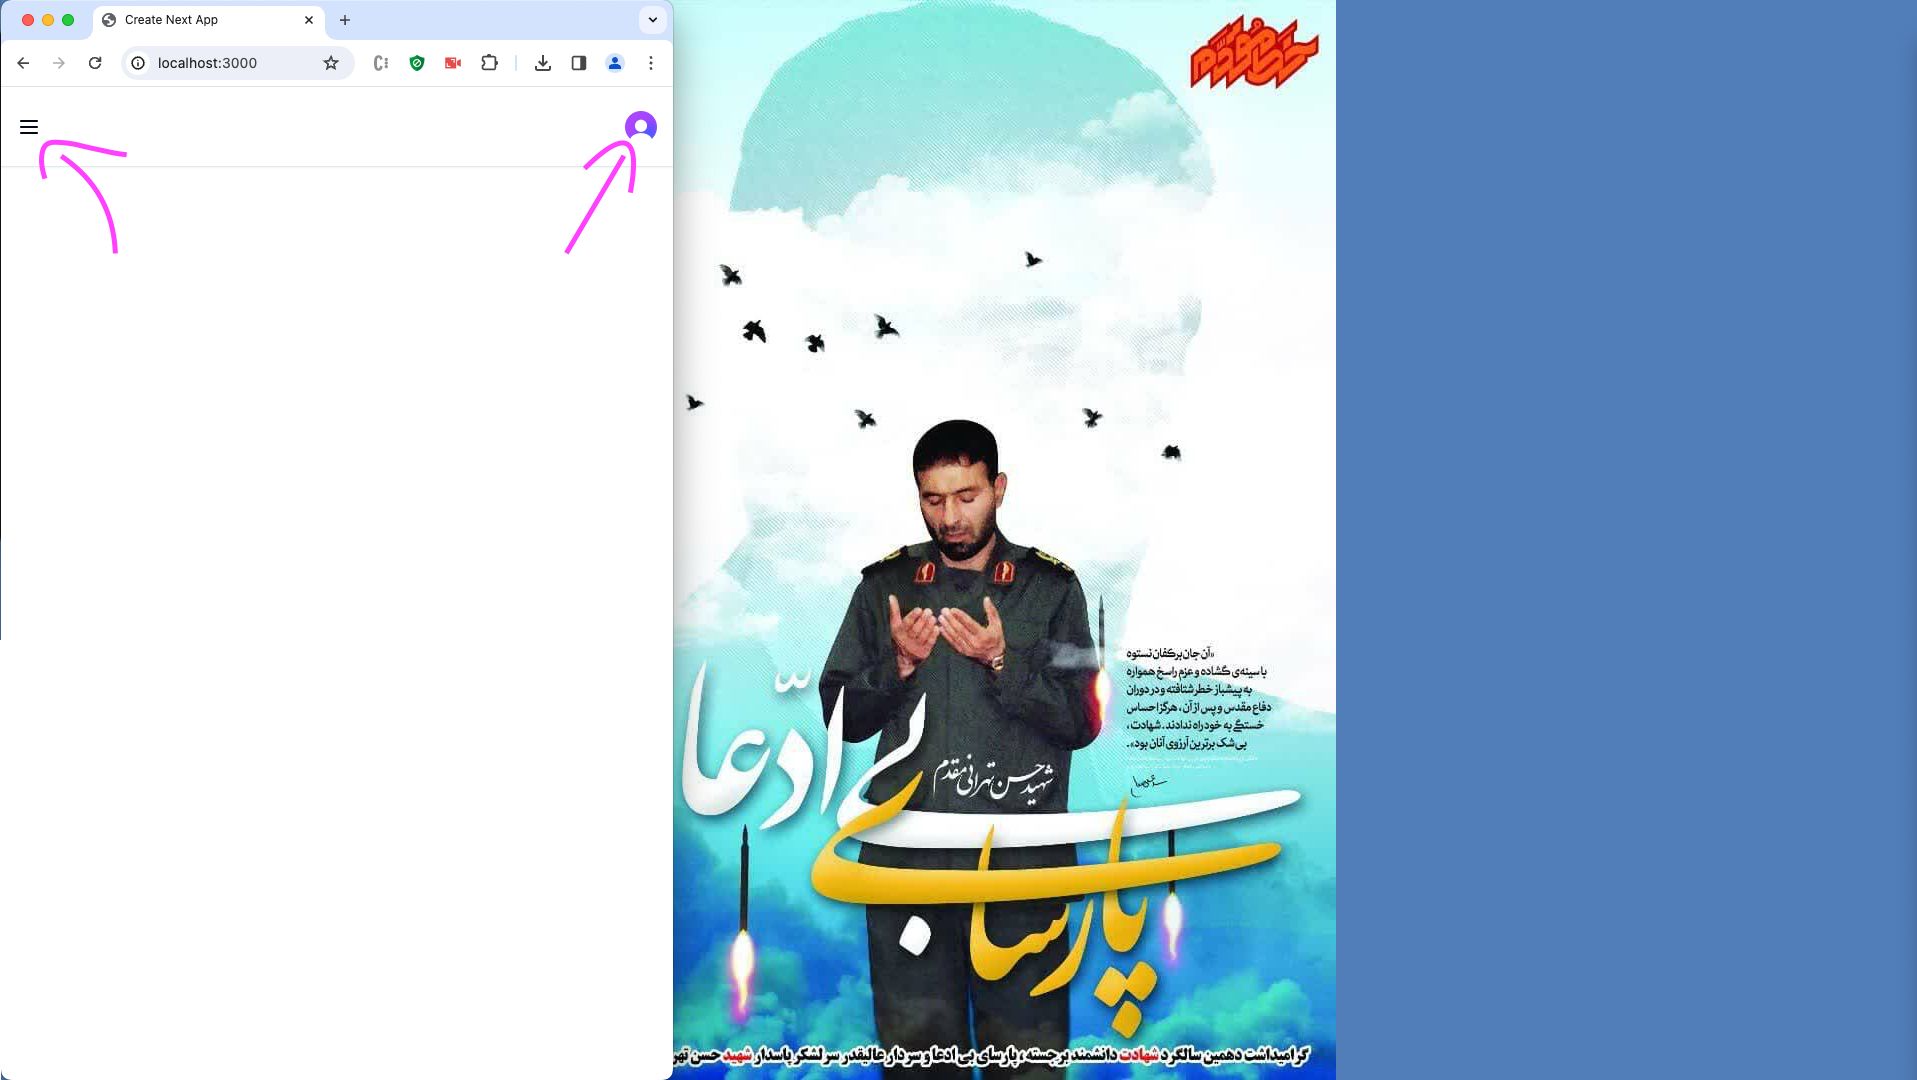 Create Next App
localhost:3000
«آن جان برکفان نستوه
با سینه‌ی گشاده و عزم راسخ همواره
به پیشباز خطر شتافته و در دوران
دفاع مقدس و پس از آن، هرگز احساس
خستگی به خود راه ندادند. شهادت،
بی‌شک برترین آرزوی آنان بود».
شهید حسن تهرانی مقدم
پارسای
بی ادّعا
گرامیداشت دهمین سالگرد شهادت دانشمند برجسته، پارسای بی ادعا و سردار عالیقدر سرلشکر پاسدار شهید حسن تهر